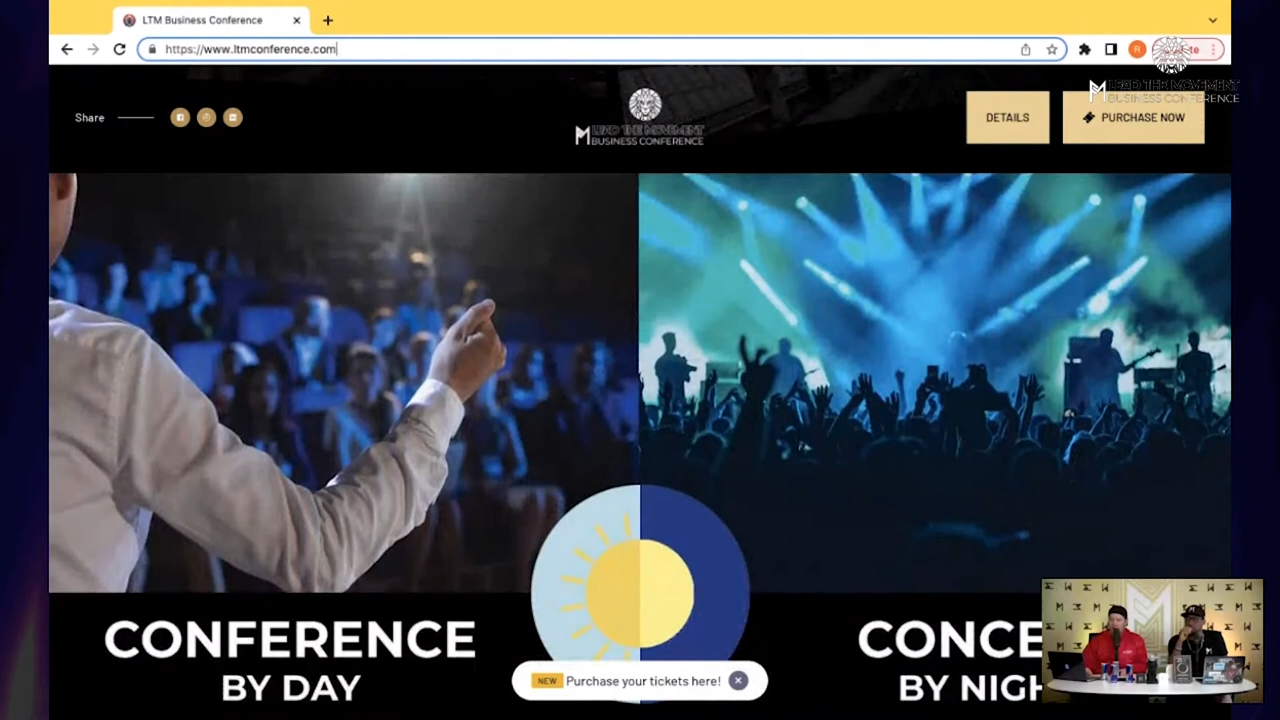 LTM Business Conference
https://www.ltmconference.com
LEAD THE MOVEMENT
BUSINESS CONFERENCE
Share
LEAD THE MOVEMENT
BUSINESS CONFERENCE
DETAILS
PURCHASE NOW
CONFERENCE
BY DAY
CONCE
BY NIGH
NEW Purchase your tickets here!